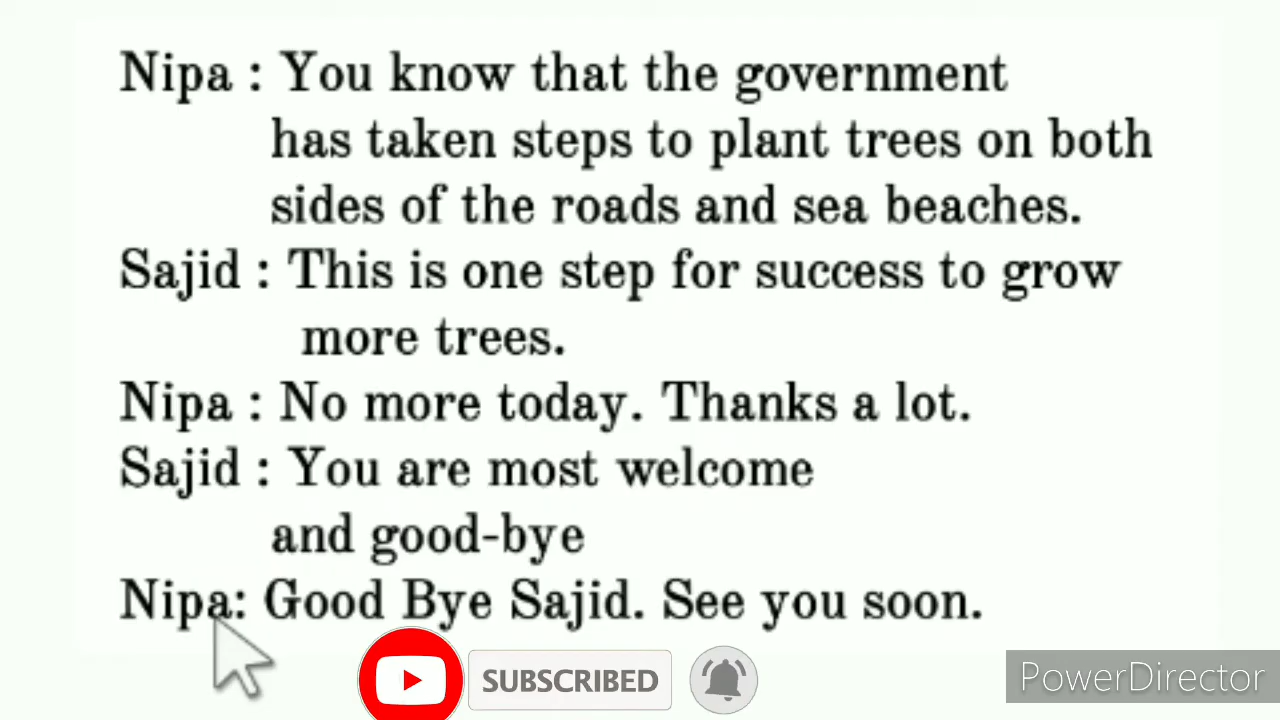 Nipa : You know that the government
has taken steps to plant trees on both
sides of the roads and sea beaches.
Sajid : This is one step for success to grow
more trees.
Nipa : No more today. Thanks a lot.
Sajid : You are most welcome
and good-bye
Nipa: Good Bye Sajid. See you soon.
SUBSCRIBED
PowerDirector